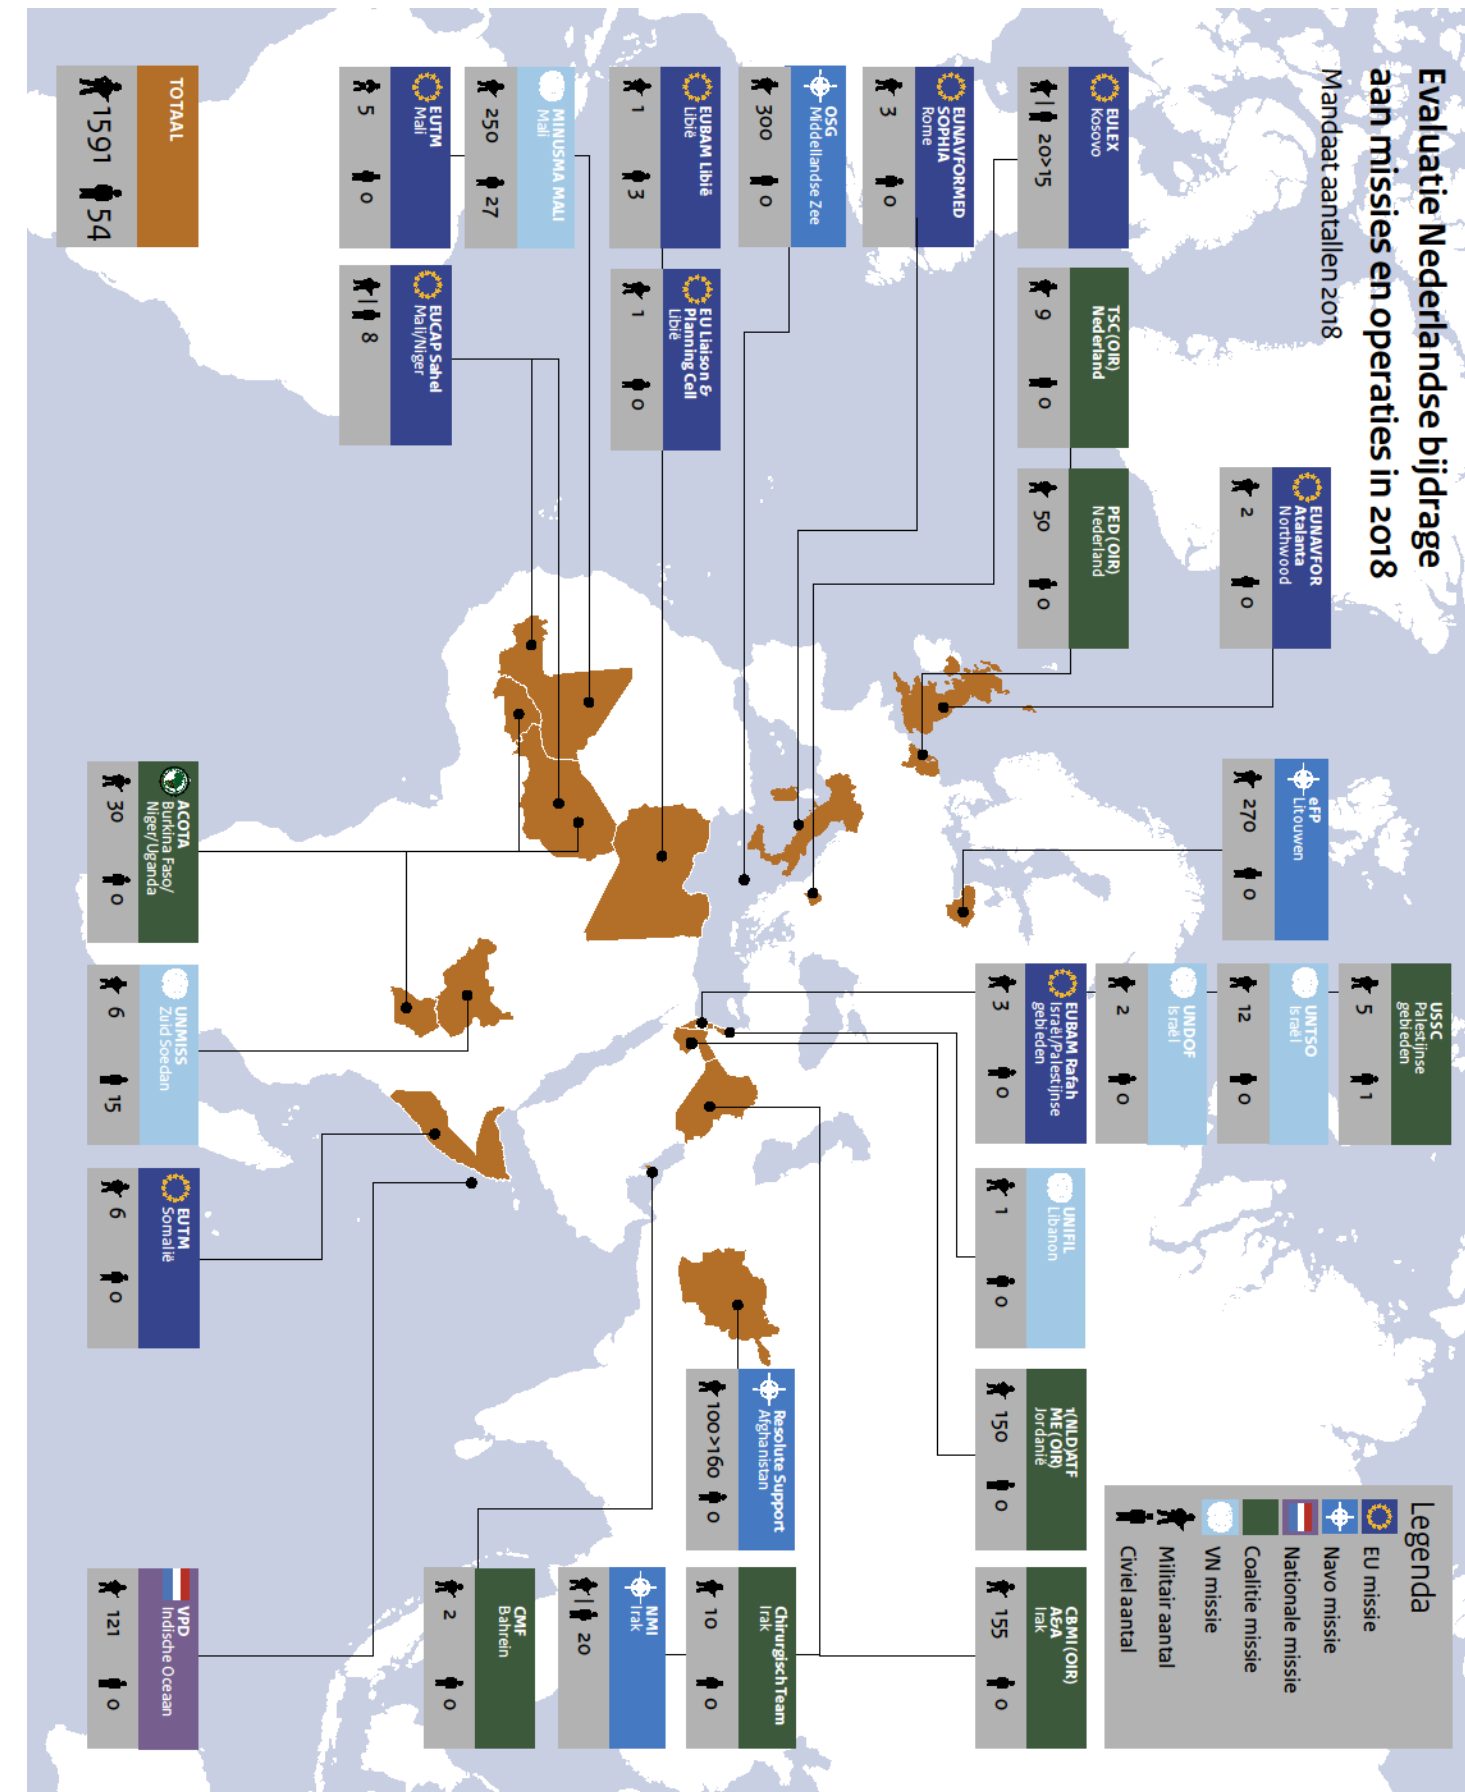 Evaluatie Nederlandse bijdrage
aan missies en operaties in 2018
Mandaat aantallen 2018
EULEX
Kosovo
20>15
TSC (OIR)
Nederland
9
0
PED (OIR)
Nederland
50
0
EUNAVFOR
Atalanta
Northwood
2
0
eFP
Litouwen
270
0
USSC
Palestijnse
gebieden
5
1
UNTSO
Israël
12
0
UNDOF
Israël
2
0
EUBAM Rafah
Israël/Palestijnse
gebieden
3
0
UNIFIL
Libanon
1
0
1(NLD)ATF
ME (OIR)
Jordanië
150
0
CBMI (OIR)
A&A
Irak
155
0
Legenda
EU missie
Navo missie
Nationale missie
Coalitie missie
VN missie
Militair aantal
Civiel aantal
EUNAVFORMED
SOPHIA
Rome
3
0
OSG
Middellandse Zee
300
0
EUBAM Libië
Libië
1
3
EU Liaison &
Planning Cell
Libië
1
0
MINUSMA MALI
Mali
250
27
EUTM
Mali
5
0
EUCAP Sahel
Mali/Niger
8
Resolute Support
Afghanistan
100>160
0
Chirurgisch Team
Irak
10
0
NMI
Irak
20
CMF
Bahrein
2
0
TOTAAL
1591
54
ACOTA
Burkina Faso/
Niger/Uganda
30
0
UNMISS
Zuid Soedan
6
15
EUTM
Somalië
6
0
VPD
Indische Oceaan
121
0